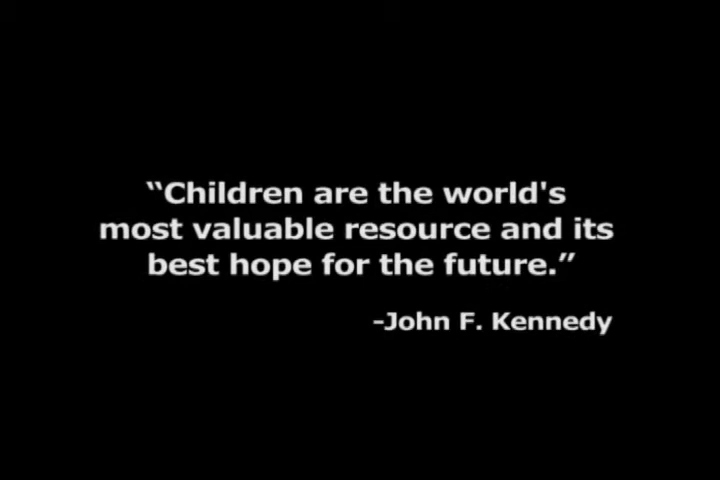 “Children are the world's
most valuable resource and its
best hope for the future.”
-John F. Kennedy